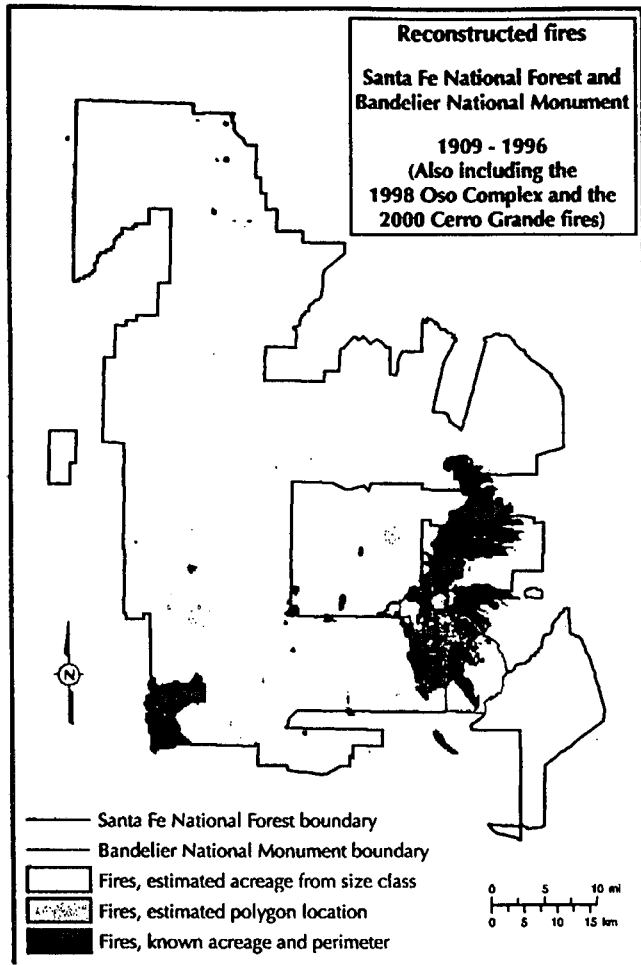 Reconstructed fires
Santa Fe National Forest and
Bandelier National Monument
1909 - 1996
(Also including the
1998 Oso Complex and the
2000 Cerro Grande fires)
N
Santa Fe National Forest boundary
Bandelier National Monument boundary
Fires, estimated acreage from size class
Fires, estimated polygon location
Fires, known acreage and perimeter
0 5 10 mi
0 5 10 15 km